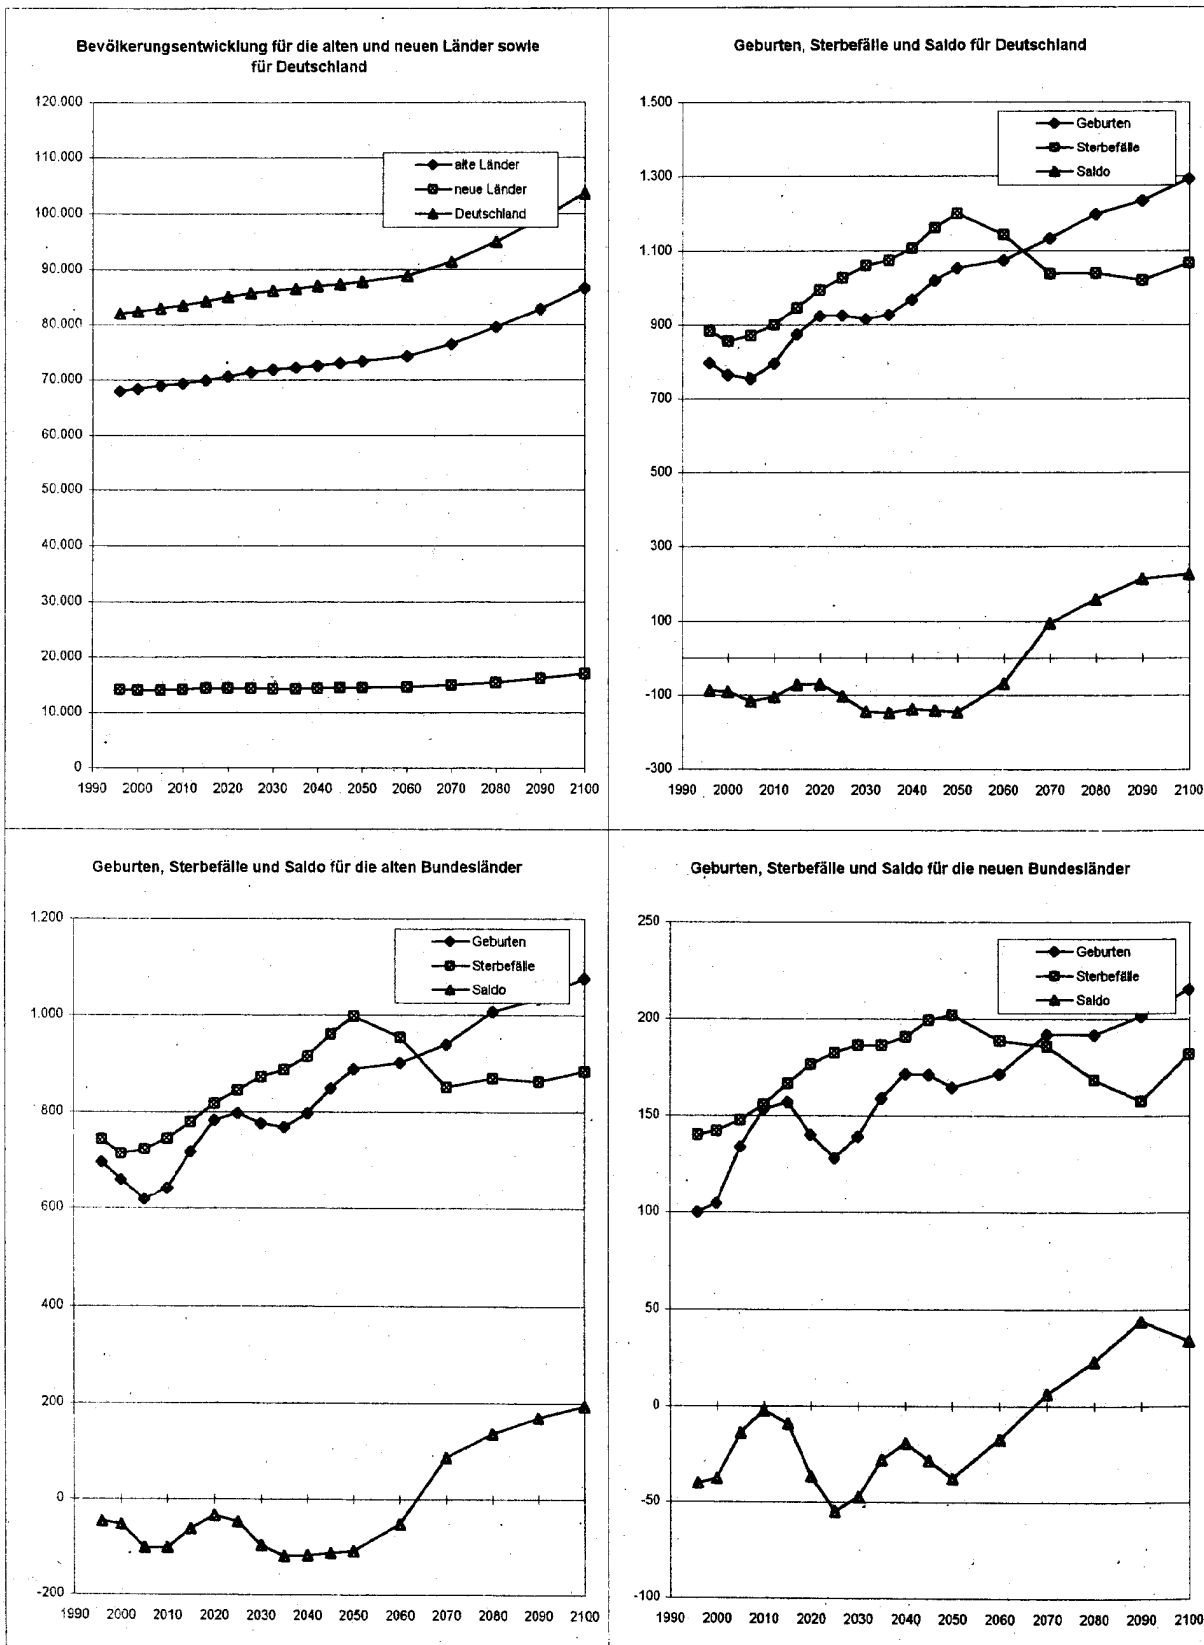 Bevölkerungsentwicklung für die alten und neuen Länder sowie
für Deutschland
120.000
110.000
100.000
90.000
80.000
70.000
60.000
50.000
40.000
30.000
20.000
10.000
0
alte Länder
neue Länder
Deutschland
1990 2000 2010 2020 2030 2040 2050 2060 2070 2080 2090 2100
Geburten, Sterbefälle und Saldo für Deutschland
1.500
1.300
1.100
900
700
500
300
100
-100
-300
Geburten
Sterbefälle
Saldo
1990 2000 2010 2020 2030 2040 2050 2060 2070 2080 2090 2100
Geburten, Sterbefälle und Saldo für die alten Bundesländer
1.200
1.000
800
600
400
200
0
-200
Geburten
Sterbefälle
Saldo
1990 2000 2010 2020 2030 2040 2050 2060 2070 2080 2090 2100
Geburten, Sterbefälle und Saldo für die neuen Bundesländer
250
200
150
100
50
0
-50
-100
Geburten
Sterbefälle
Saldo
1990 2000 2010 2020 2030 2040 2050 2060 2070 2080 2090 2100